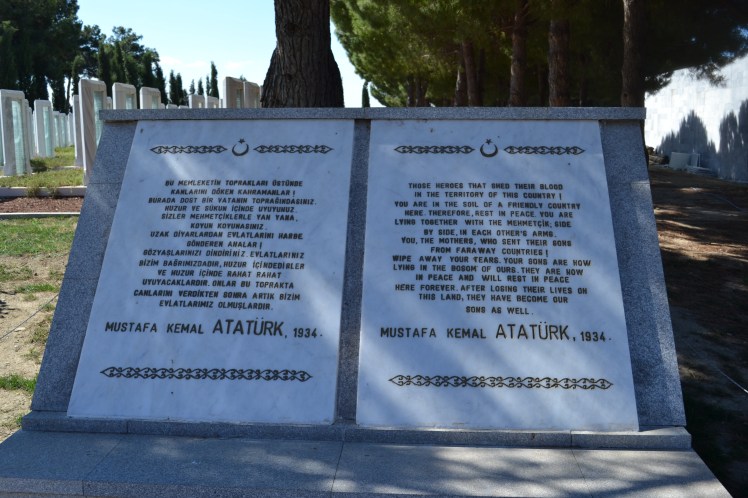 BU MEMLEKETİN TOPRAKLARI ÜSTÜNDE
KANLARINI DÖKEN KAHRAMANLAR!
BURADA DOST BİR VATANIN TOPRAĞINDASINIZ.
HUZUR VE SÜKUN İÇİNDE UYUYUNUZ.
SİZLER MEHMETÇİKLERLE YAN YANA,
KOYUN KOYUNASINIZ.
UZAK DİYARLARDAN EVLATLARINI HARBE
GÖNDEREN ANALAR!
GÖZYAŞLARINIZI DİNDİRİNİZ. EVLATLARINIZ
BİZİM BAĞRIMIZDADIR, HUZUR İÇİNDEDİRLER
VE HUZUR İÇİNDE RAHAT RAHAT
UYUYACAKLARDIR. ONLAR BU TOPRAKTA
CANLARINI VERDİKTEN SONRA ARTIK BİZİM
EVLATLARIMIZ OLMUŞLARDIR.
MUSTAFA KEMAL ATATÜRK, 1934.
THOSE HEROES THAT SHED THEIR BLOOD
IN THE TERRITORY OF THIS COUNTRY!
YOU ARE IN THE SOIL OF A FRIENDLY COUNTRY
HERE. THEREFORE, REST IN PEACE. YOU ARE
LYING TOGETHER WITH THE MEHMETÇİK, SIDE
BY SIDE, IN EACH OTHER'S ARMS.
YOU, THE MOTHERS, WHO SENT THEIR SONS
FROM FARAWAY COUNTRIES!
WIPE AWAY YOUR TEARS. YOUR SONS ARE NOW
LYING IN THE BOSOM OF OURS. THEY ARE NOW
IN PEACE AND WILL REST IN PEACE
HERE FOREVER. AFTER LOSING THEIR LIVES ON
THIS LAND, THEY HAVE BECOME OUR
SONS AS WELL.
MUSTAFA KEMAL ATATÜRK, 1934.